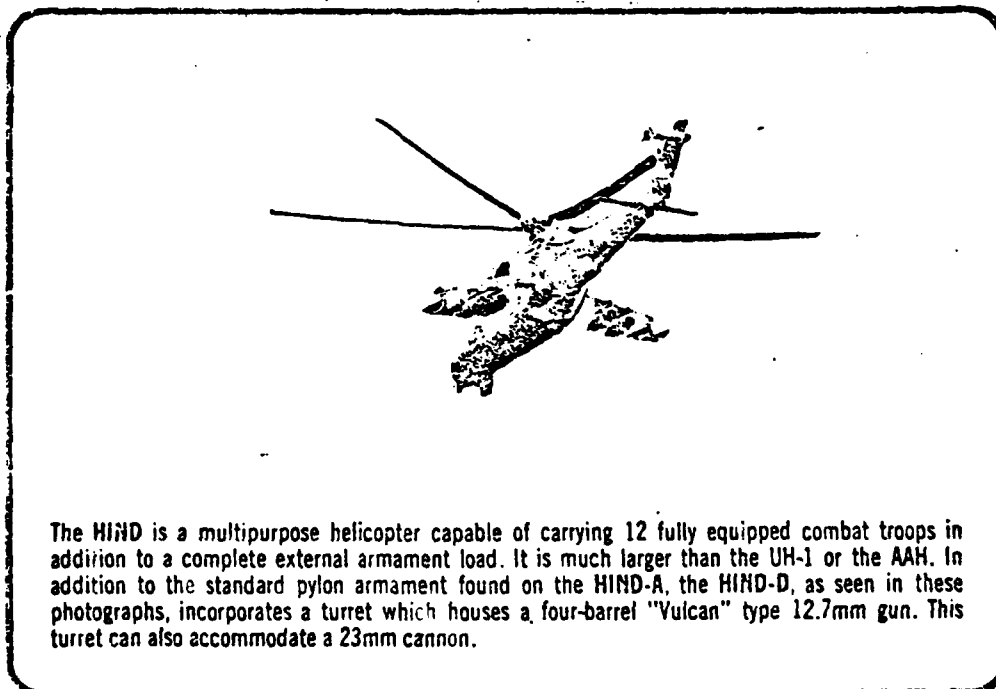 The HIND is a multipurpose helicopter capable of carrying 12 fully equipped combat troops in
addition to a complete external armament load. It is much larger than the UH-1 or the AAH. In
addition to the standard pylon armament found on the HIND-A, the HIND-D, as seen in these
photographs, incorporates a turret which houses a four-barrel "Vulcan" type 12.7mm gun. This
turret can also accommodate a 23mm cannon.